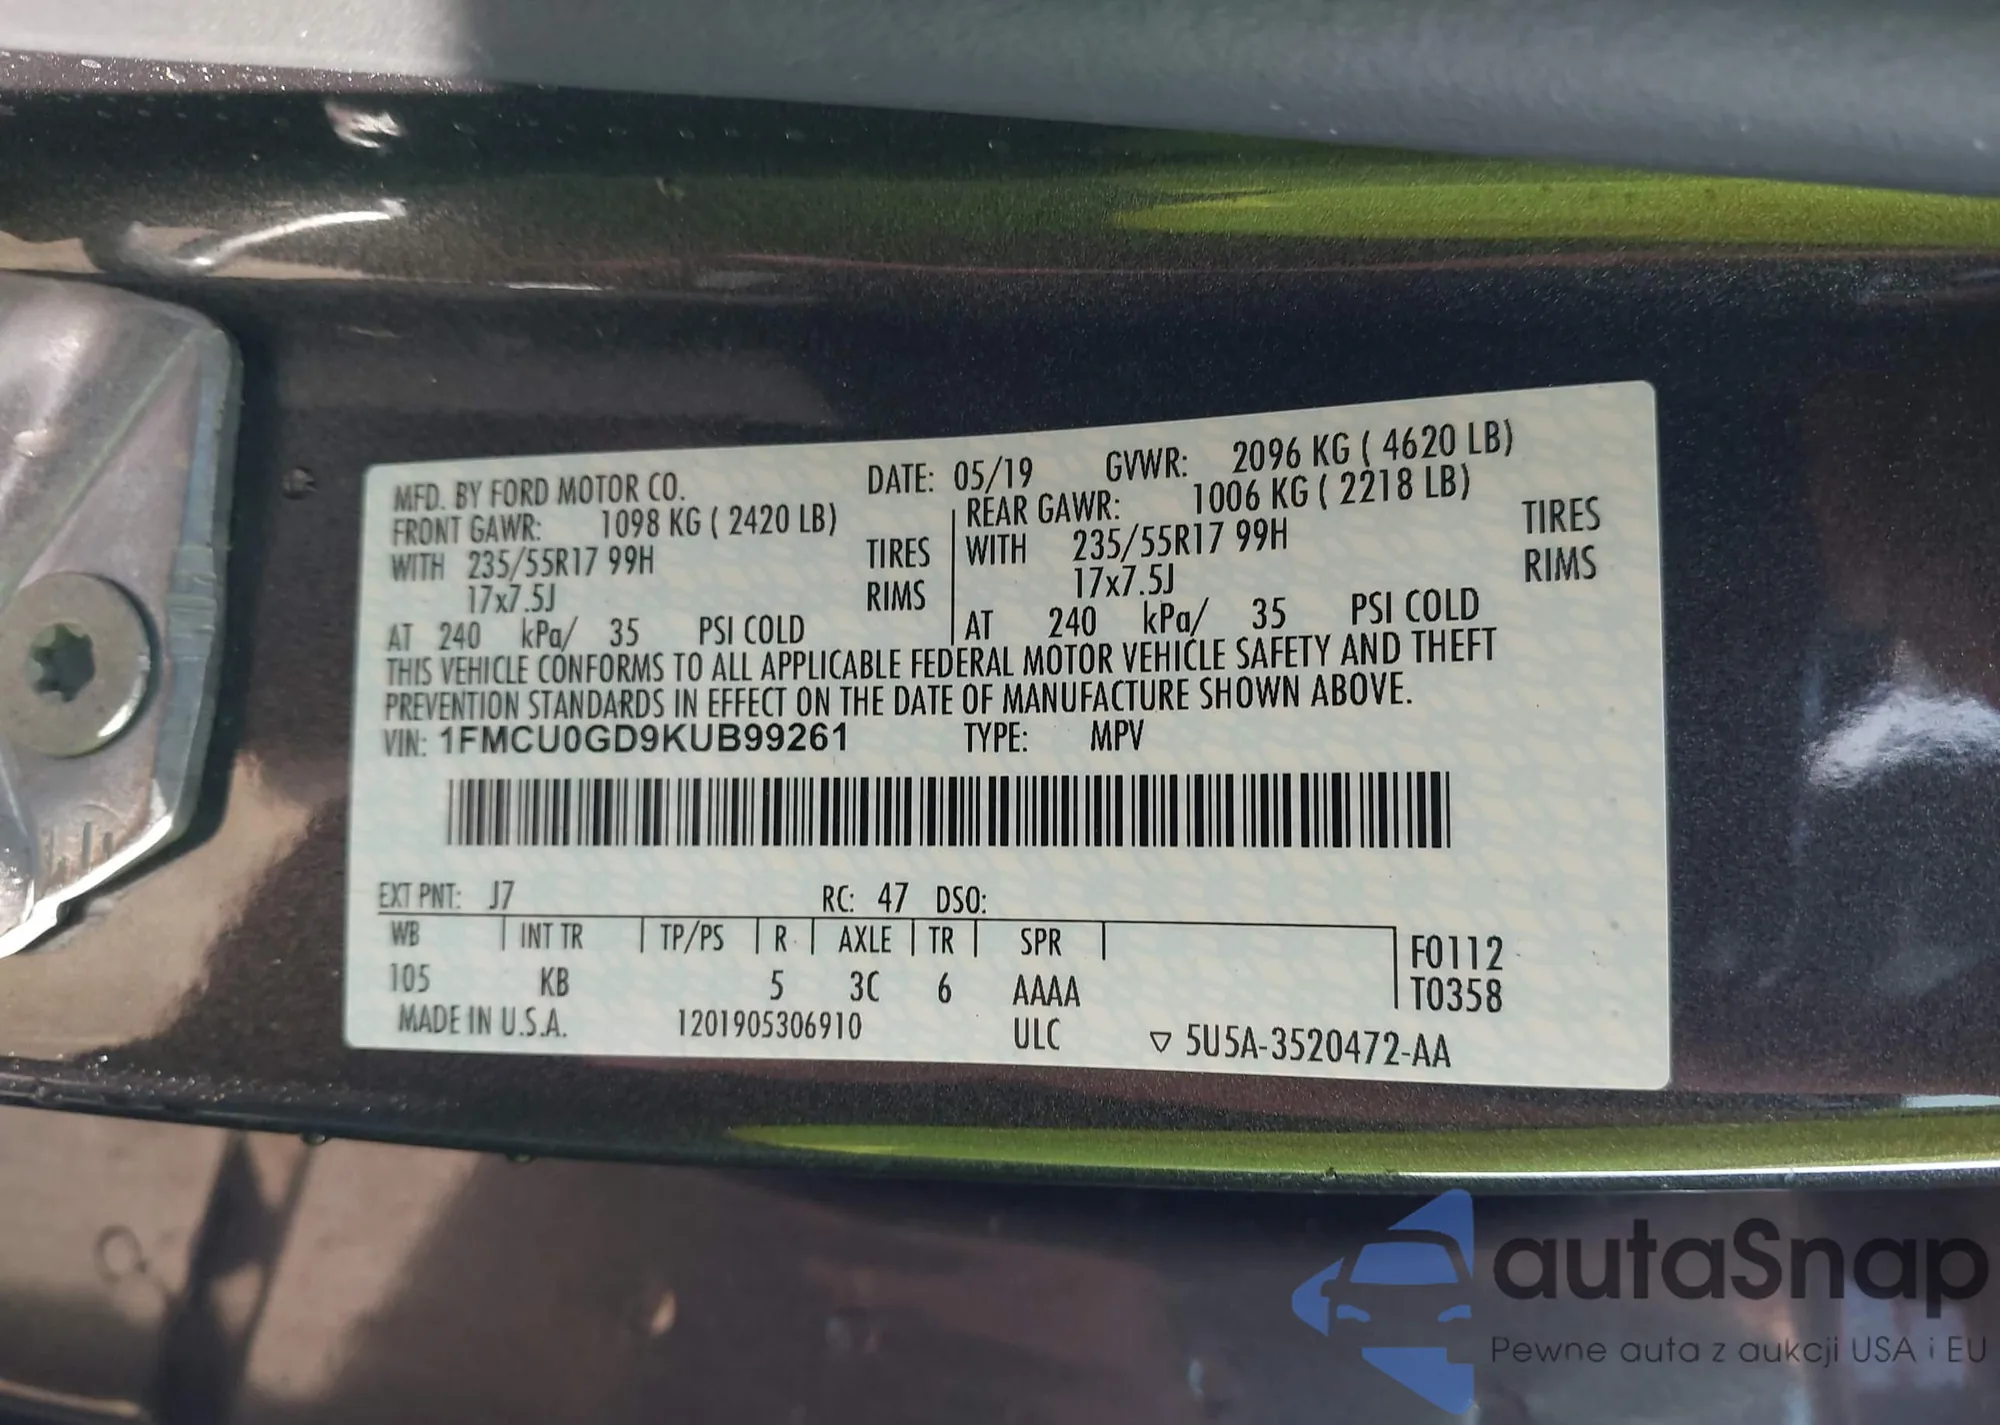 MFD. BY FORD MOTOR CO. DATE: 05/19 GVWR: 2096 KG ( 4620 LB)
FRONT GAWR: 1098 KG ( 2420 LB) REAR GAWR: 1006 KG ( 2218 LB)
WITH 235/55R17 99H TIRES WITH 235/55R17 99H TIRES
17x7.5J RIMS 17x7.5J RIMS
AT 240 kPa/ 35 PSI COLD AT 240 kPa/ 35 PSI COLD
THIS VEHICLE CONFORMS TO ALL APPLICABLE FEDERAL MOTOR VEHICLE SAFETY AND THEFT
PREVENTION STANDARDS IN EFFECT ON THE DATE OF MANUFACTURE SHOWN ABOVE.
VIN: 1FMCU0GD9KUB99261 TYPE: MPV
EXT PNT: J7 RC: 47 DSO:
WB INT TR TP/PS R AXLE TR SPR F0112
105 KB 5 3C 6 AAAA T0358
MADE IN U.S.A. 1201905306910 ULC ▽ 5U5A-3520472-AA
autaSnap
Pewne auta z aukcji USA i EU